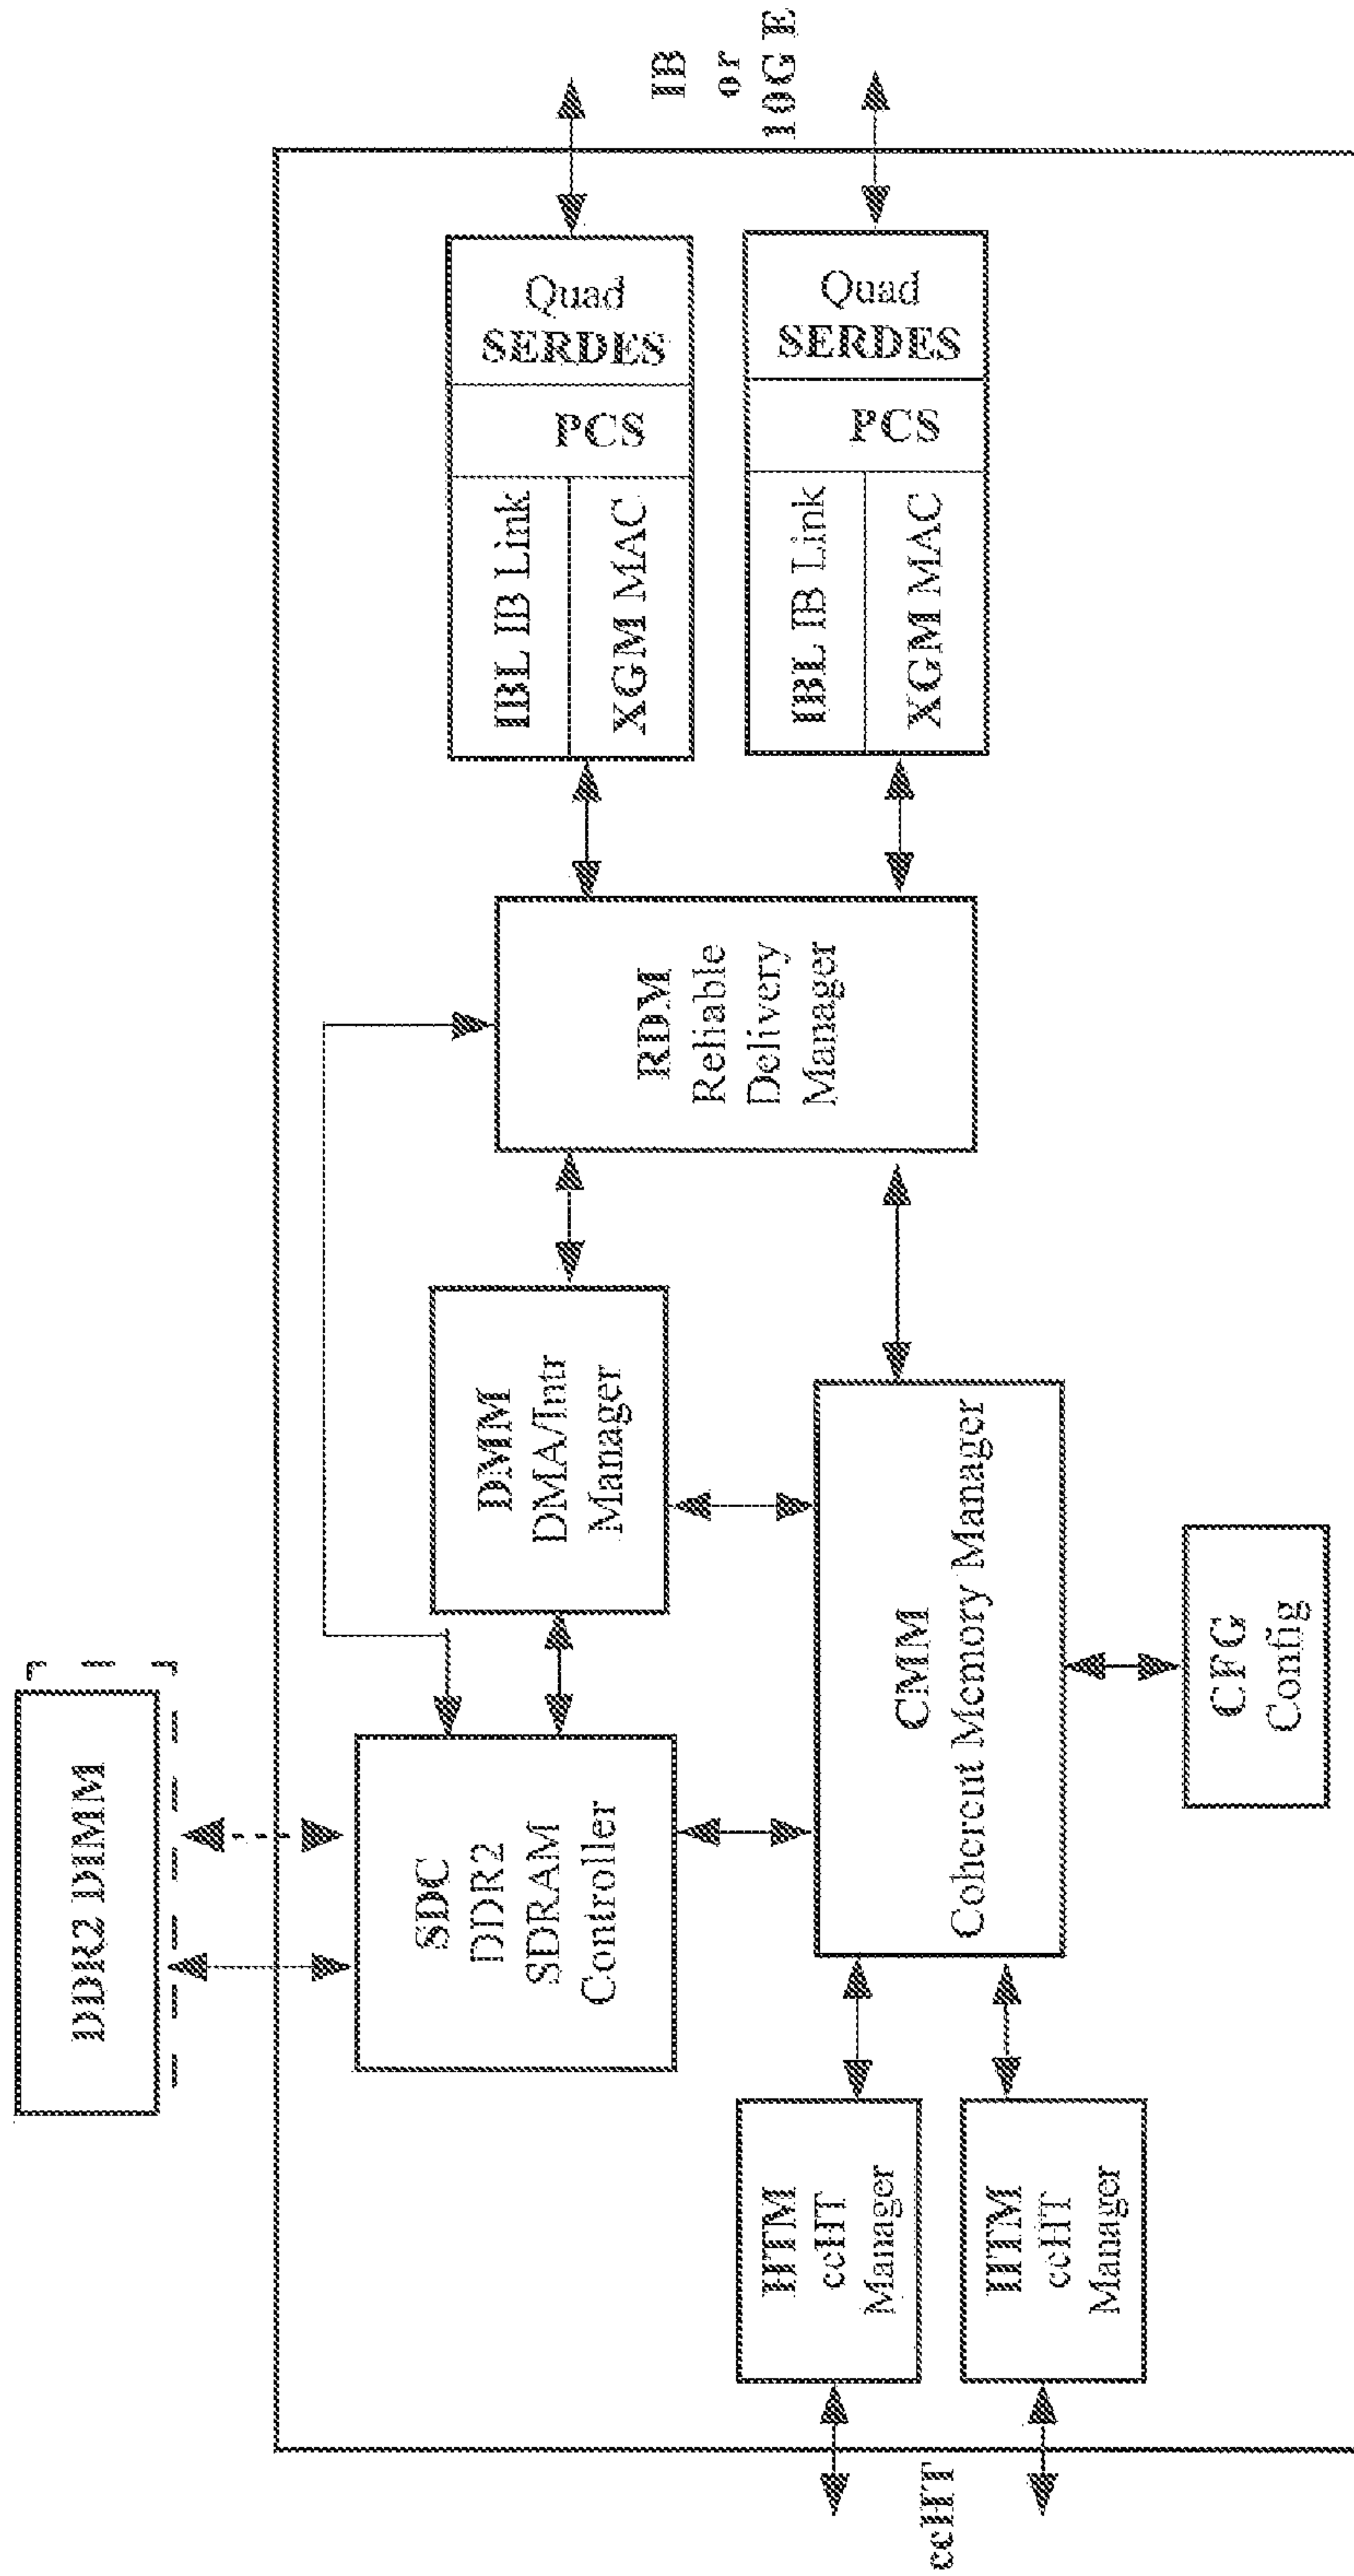 DDR2 DIMM
SDC
DDR2
SDRAM
Controller
DMM
DMA/Intr
Manager
RDM
Reliable
Delivery
Manager
IBL IB Link
XGM MAC
PCS
Quad
SERDES
IBL IB Link
XGM MAC
PCS
Quad
SERDES
IB
or
10G E
HTM
ccHT
Manager
HTM
ccHT
Manager
ccHT
CMM
Coherent Memory Manager
CFG
Config